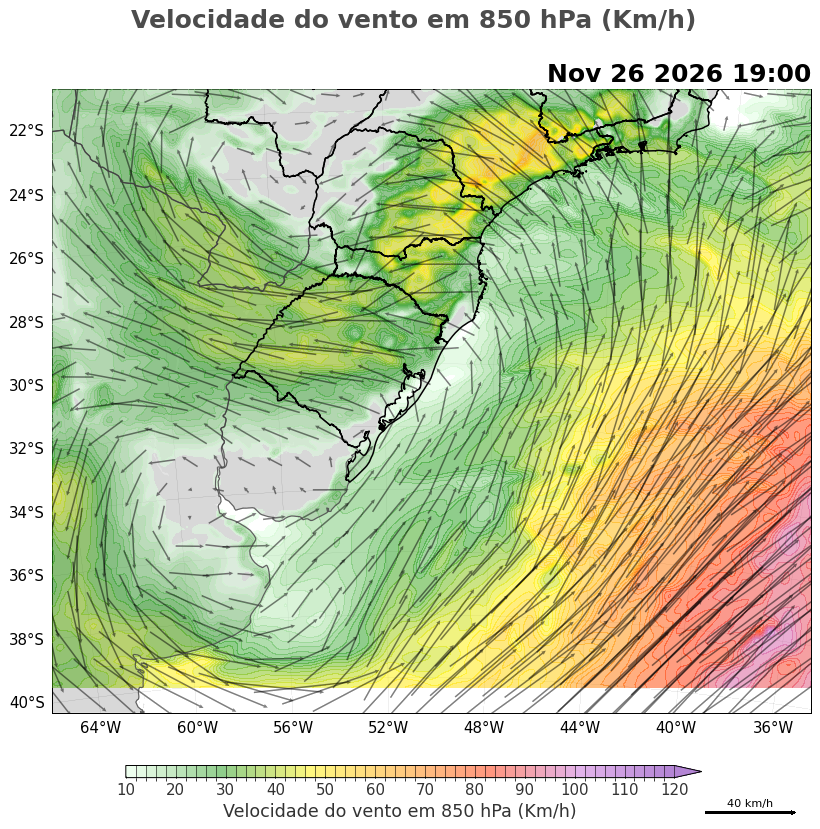 Velocidade do vento em 850 hPa (Km/h)
Nov 26 2026 19:00
22°S
24°S
26°S
28°S
30°S
32°S
34°S
36°S
38°S
40°S
64°W 60°W 56°W 52°W 48°W 44°W 40°W 36°W
10 20 30 40 50 60 70 80 90 100 110 120
Velocidade do vento em 850 hPa (Km/h)
40 km/h